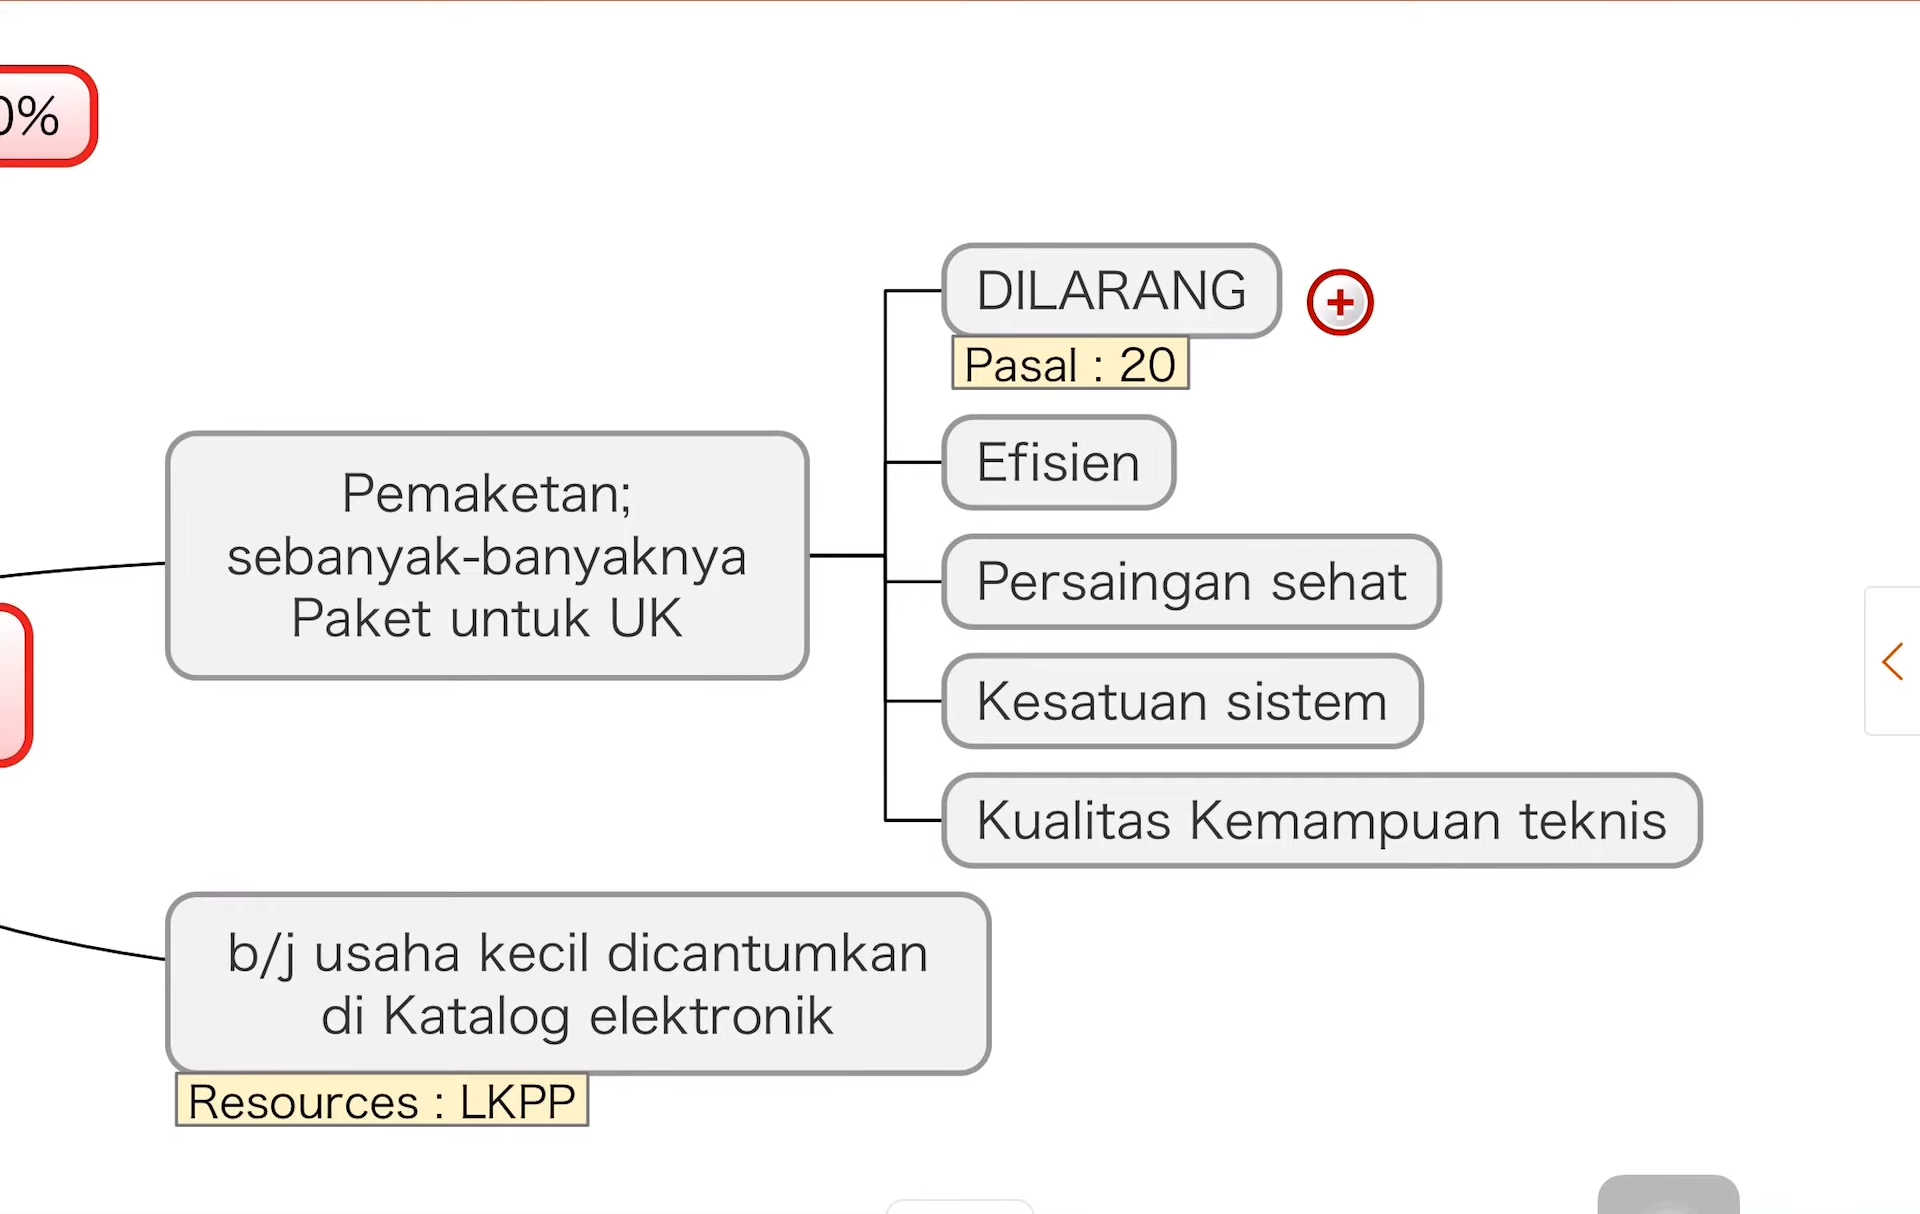 0%
DILARANG
Pasal : 20
Efisien
Pemaketan;
sebanyak-banyaknya
Paket untuk UK
Persaingan sehat
Kesatuan sistem
Kualitas Kemampuan teknis
b/j usaha kecil dicantumkan
di Katalog elektronik
Resources : LKPP